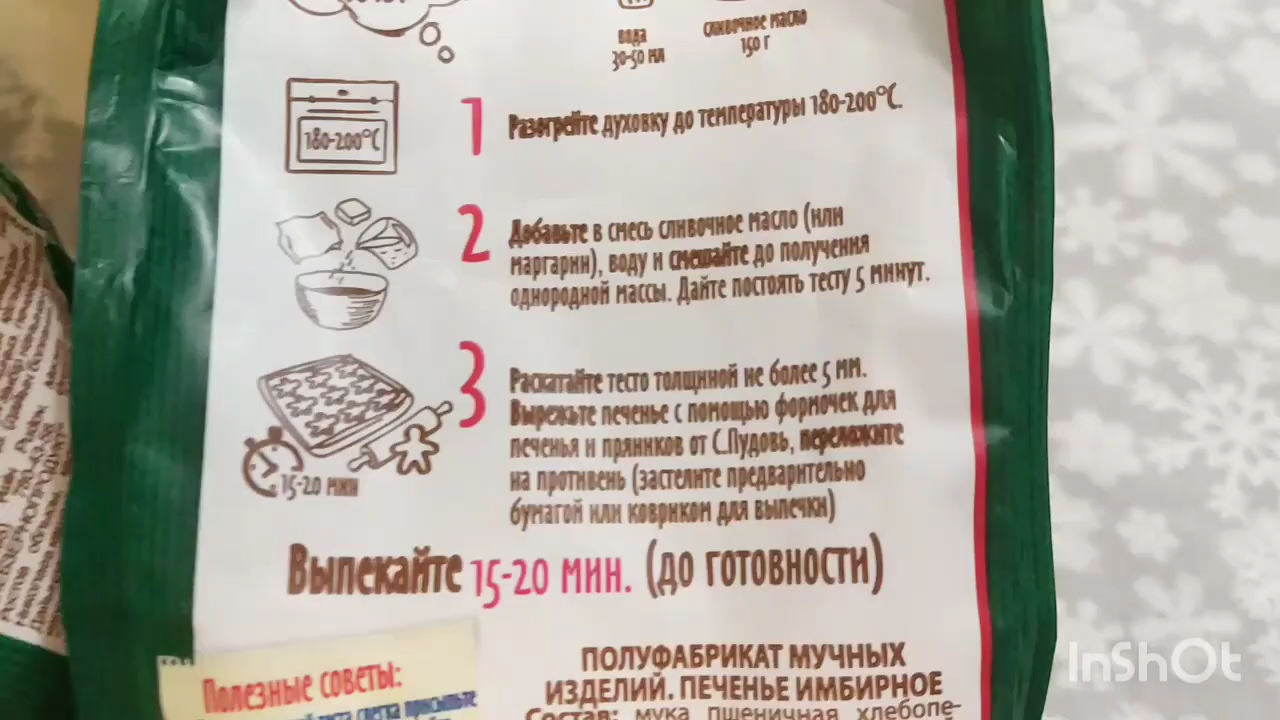 вода
30-50 мл
сливочное масло
150 г
180-200°С
1
Разогрейте духовку до температуры 180-200°С.
2
Добавьте в смесь сливочное масло (или
маргарин), воду и смешайте до получения
однородной массы. Дайте постоять тесту 5 минут.
3
Раскатайте тесто толщиной не более 5 мм.
Вырежьте печенье с помощью формочек для
печенья и пряников от С.Пудовъ, переложите
на противень (застелите предварительно
бумагой или ковриком для выпечки)
15-20 мин
Выпекайте 15-20 мин. (до готовности)
Полезные советы:
теста слегка присыпьте
ПОЛУФАБРИКАТ МУЧНЫХ
ИЗДЕЛИЙ. ПЕЧЕНЬЕ ИМБИРНОЕ
Состав: мука пшеничная хлебопе-
InShOt